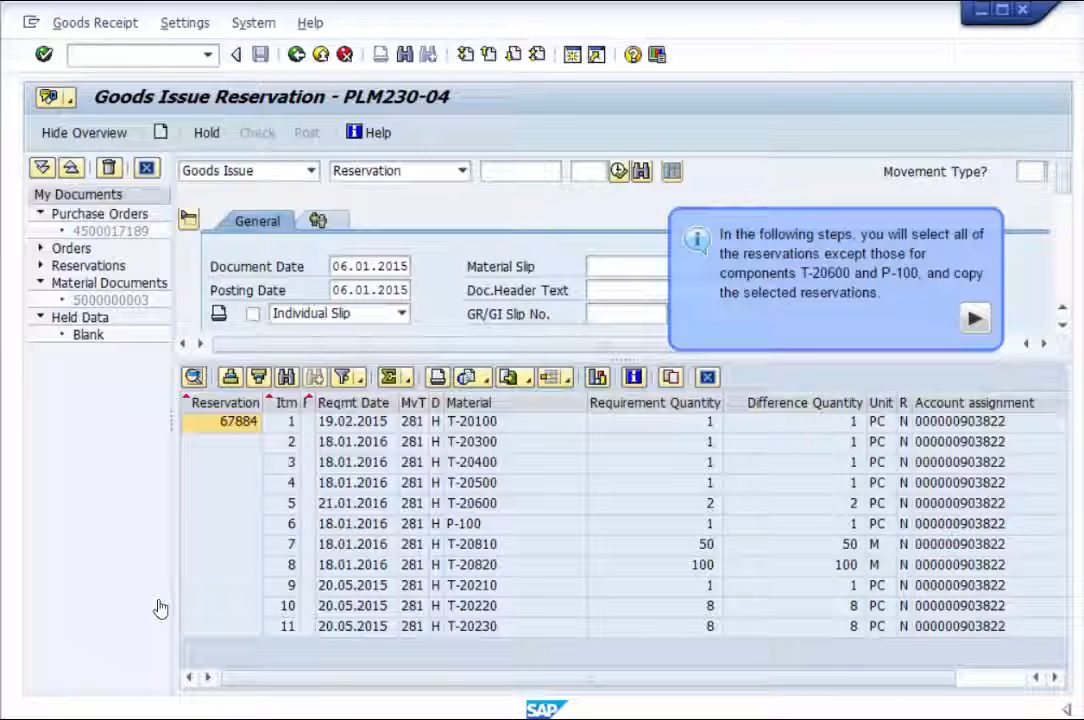 Goods Receipt Settings System Help
Goods Issue Reservation - PLM230-04
Hide Overview Hold Check Post Help
Goods Issue Reservation Movement Type?
My Documents
Purchase Orders
4500017189
Orders
Reservations
Material Documents
5000000003
Held Data
Blank
General
Document Date 06.01.2015 Material Slip
Posting Date 06.01.2015 Doc.Header Text
Individual Slip GR/GI Slip No.
In the following steps, you will select all of
the reservations except those for
components T-20600 and P-100, and copy
the selected reservations.
Reservation Itm F Reqmt Date MvT D Material Requirement Quantity Difference Quantity Unit R Account assignment
67884 1 19.02.2015 281 H T-20100 1 1 PC N 000000903822
2 18.01.2016 281 H T-20300 1 1 PC N 000000903822
3 18.01.2016 281 H T-20400 1 1 PC N 000000903822
4 18.01.2016 281 H T-20500 1 1 PC N 000000903822
5 21.01.2016 281 H T-20600 2 2 PC N 000000903822
6 18.01.2016 281 H P-100 1 1 PC N 000000903822
7 18.01.2016 281 H T-20810 50 50 M N 000000903822
8 18.01.2016 281 H T-20820 100 100 M N 000000903822
9 20.05.2015 281 H T-20210 1 1 PC N 000000903822
10 20.05.2015 281 H T-20220 8 8 PC N 000000903822
11 20.05.2015 281 H T-20230 8 8 PC N 000000903822
SAP